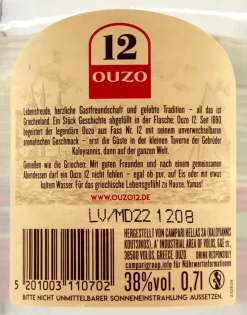 12
OUZO
Lebensfreude, herzliche Gastfreundschaft und gelebte Tradition – all das ist
Griechenland. Ein Stück Geschichte abgefüllt in der Flasche: Ouzo 12. Seit 1880
begeistert der legendäre Ouzo aus Fass Nr. 12 mit seinem unverwechselbaren
aromatischen Geschmack – erst die Gäste in der kleinen Taverne der Gebrüder
Kaloyiannis, dann auf der ganzen Welt.
Genießen wie die Griechen: Mit guten Freunden und nach einem gemeinsamen
Abendessen darf ein Ouzo 12 nicht fehlen – egal ob pur, auf Eis oder mit etwas
kaltem Wasser. Für das griechische Lebensgefühl zu Hause. Yamas!
WWW.OUZO12.DE
LV/MD22 1208
HERGESTELLT VON CAMPARI HELLAS SA (KALOYIANNIS
KOUTSIKOS), A' INDUSTRIAL AREA OF VOLOS,
38500 VOLOS, GREECE, OUZO DRINK RESPONSIBLY
camparigroup.info
38%vol. 0,7l
5 201003 110702
BITTE NICHT UNMITTELBARER SONNENEINSTRAHLUNG AUSSETZEN.